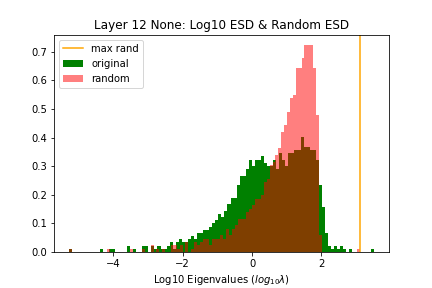 Layer 12 None: Log10 ESD & Random ESD
max rand
original
random
0.7
0.6
0.5
0.4
0.3
0.2
0.1
0.0
−4
−2
0
2
Log10 Eigenvalues (log₁₀λ)